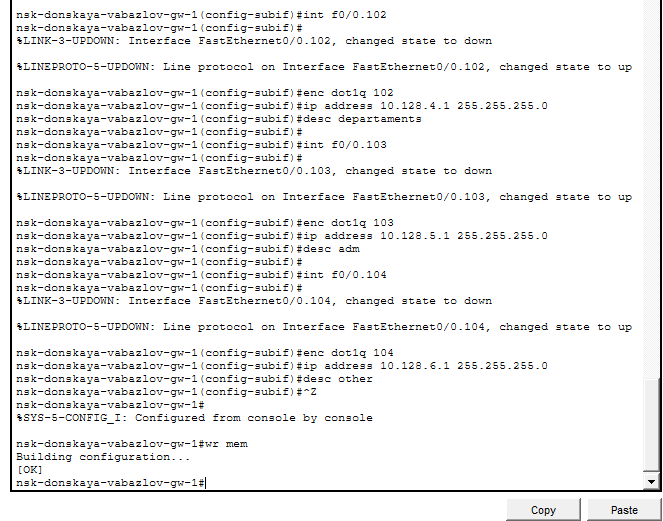 nsk-donskaya-vabazlov-gw-1(config-subif)#int f0/0.102
nsk-donskaya-vabazlov-gw-1(config-subif)#
%LINK-3-UPDOWN: Interface FastEthernet0/0.102, changed state to down
%LINEPROTO-5-UPDOWN: Line protocol on Interface FastEthernet0/0.102, changed state to up
nsk-donskaya-vabazlov-gw-1(config-subif)#enc dot1q 102
nsk-donskaya-vabazlov-gw-1(config-subif)#ip address 10.128.4.1 255.255.255.0
nsk-donskaya-vabazlov-gw-1(config-subif)#desc departaments
nsk-donskaya-vabazlov-gw-1(config-subif)#
nsk-donskaya-vabazlov-gw-1(config-subif)#int f0/0.103
nsk-donskaya-vabazlov-gw-1(config-subif)#
%LINK-3-UPDOWN: Interface FastEthernet0/0.103, changed state to down
%LINEPROTO-5-UPDOWN: Line protocol on Interface FastEthernet0/0.103, changed state to up
nsk-donskaya-vabazlov-gw-1(config-subif)#enc dot1q 103
nsk-donskaya-vabazlov-gw-1(config-subif)#ip address 10.128.5.1 255.255.255.0
nsk-donskaya-vabazlov-gw-1(config-subif)#desc adm
nsk-donskaya-vabazlov-gw-1(config-subif)#
nsk-donskaya-vabazlov-gw-1(config-subif)#int f0/0.104
nsk-donskaya-vabazlov-gw-1(config-subif)#
%LINK-3-UPDOWN: Interface FastEthernet0/0.104, changed state to down
%LINEPROTO-5-UPDOWN: Line protocol on Interface FastEthernet0/0.104, changed state to up
nsk-donskaya-vabazlov-gw-1(config-subif)#enc dot1q 104
nsk-donskaya-vabazlov-gw-1(config-subif)#ip address 10.128.6.1 255.255.255.0
nsk-donskaya-vabazlov-gw-1(config-subif)#desc other
nsk-donskaya-vabazlov-gw-1(config-subif)#^Z
nsk-donskaya-vabazlov-gw-1#
%SYS-5-CONFIG_I: Configured from console by console
nsk-donskaya-vabazlov-gw-1#wr mem
Building configuration...
[OK]
nsk-donskaya-vabazlov-gw-1#
Copy
Paste